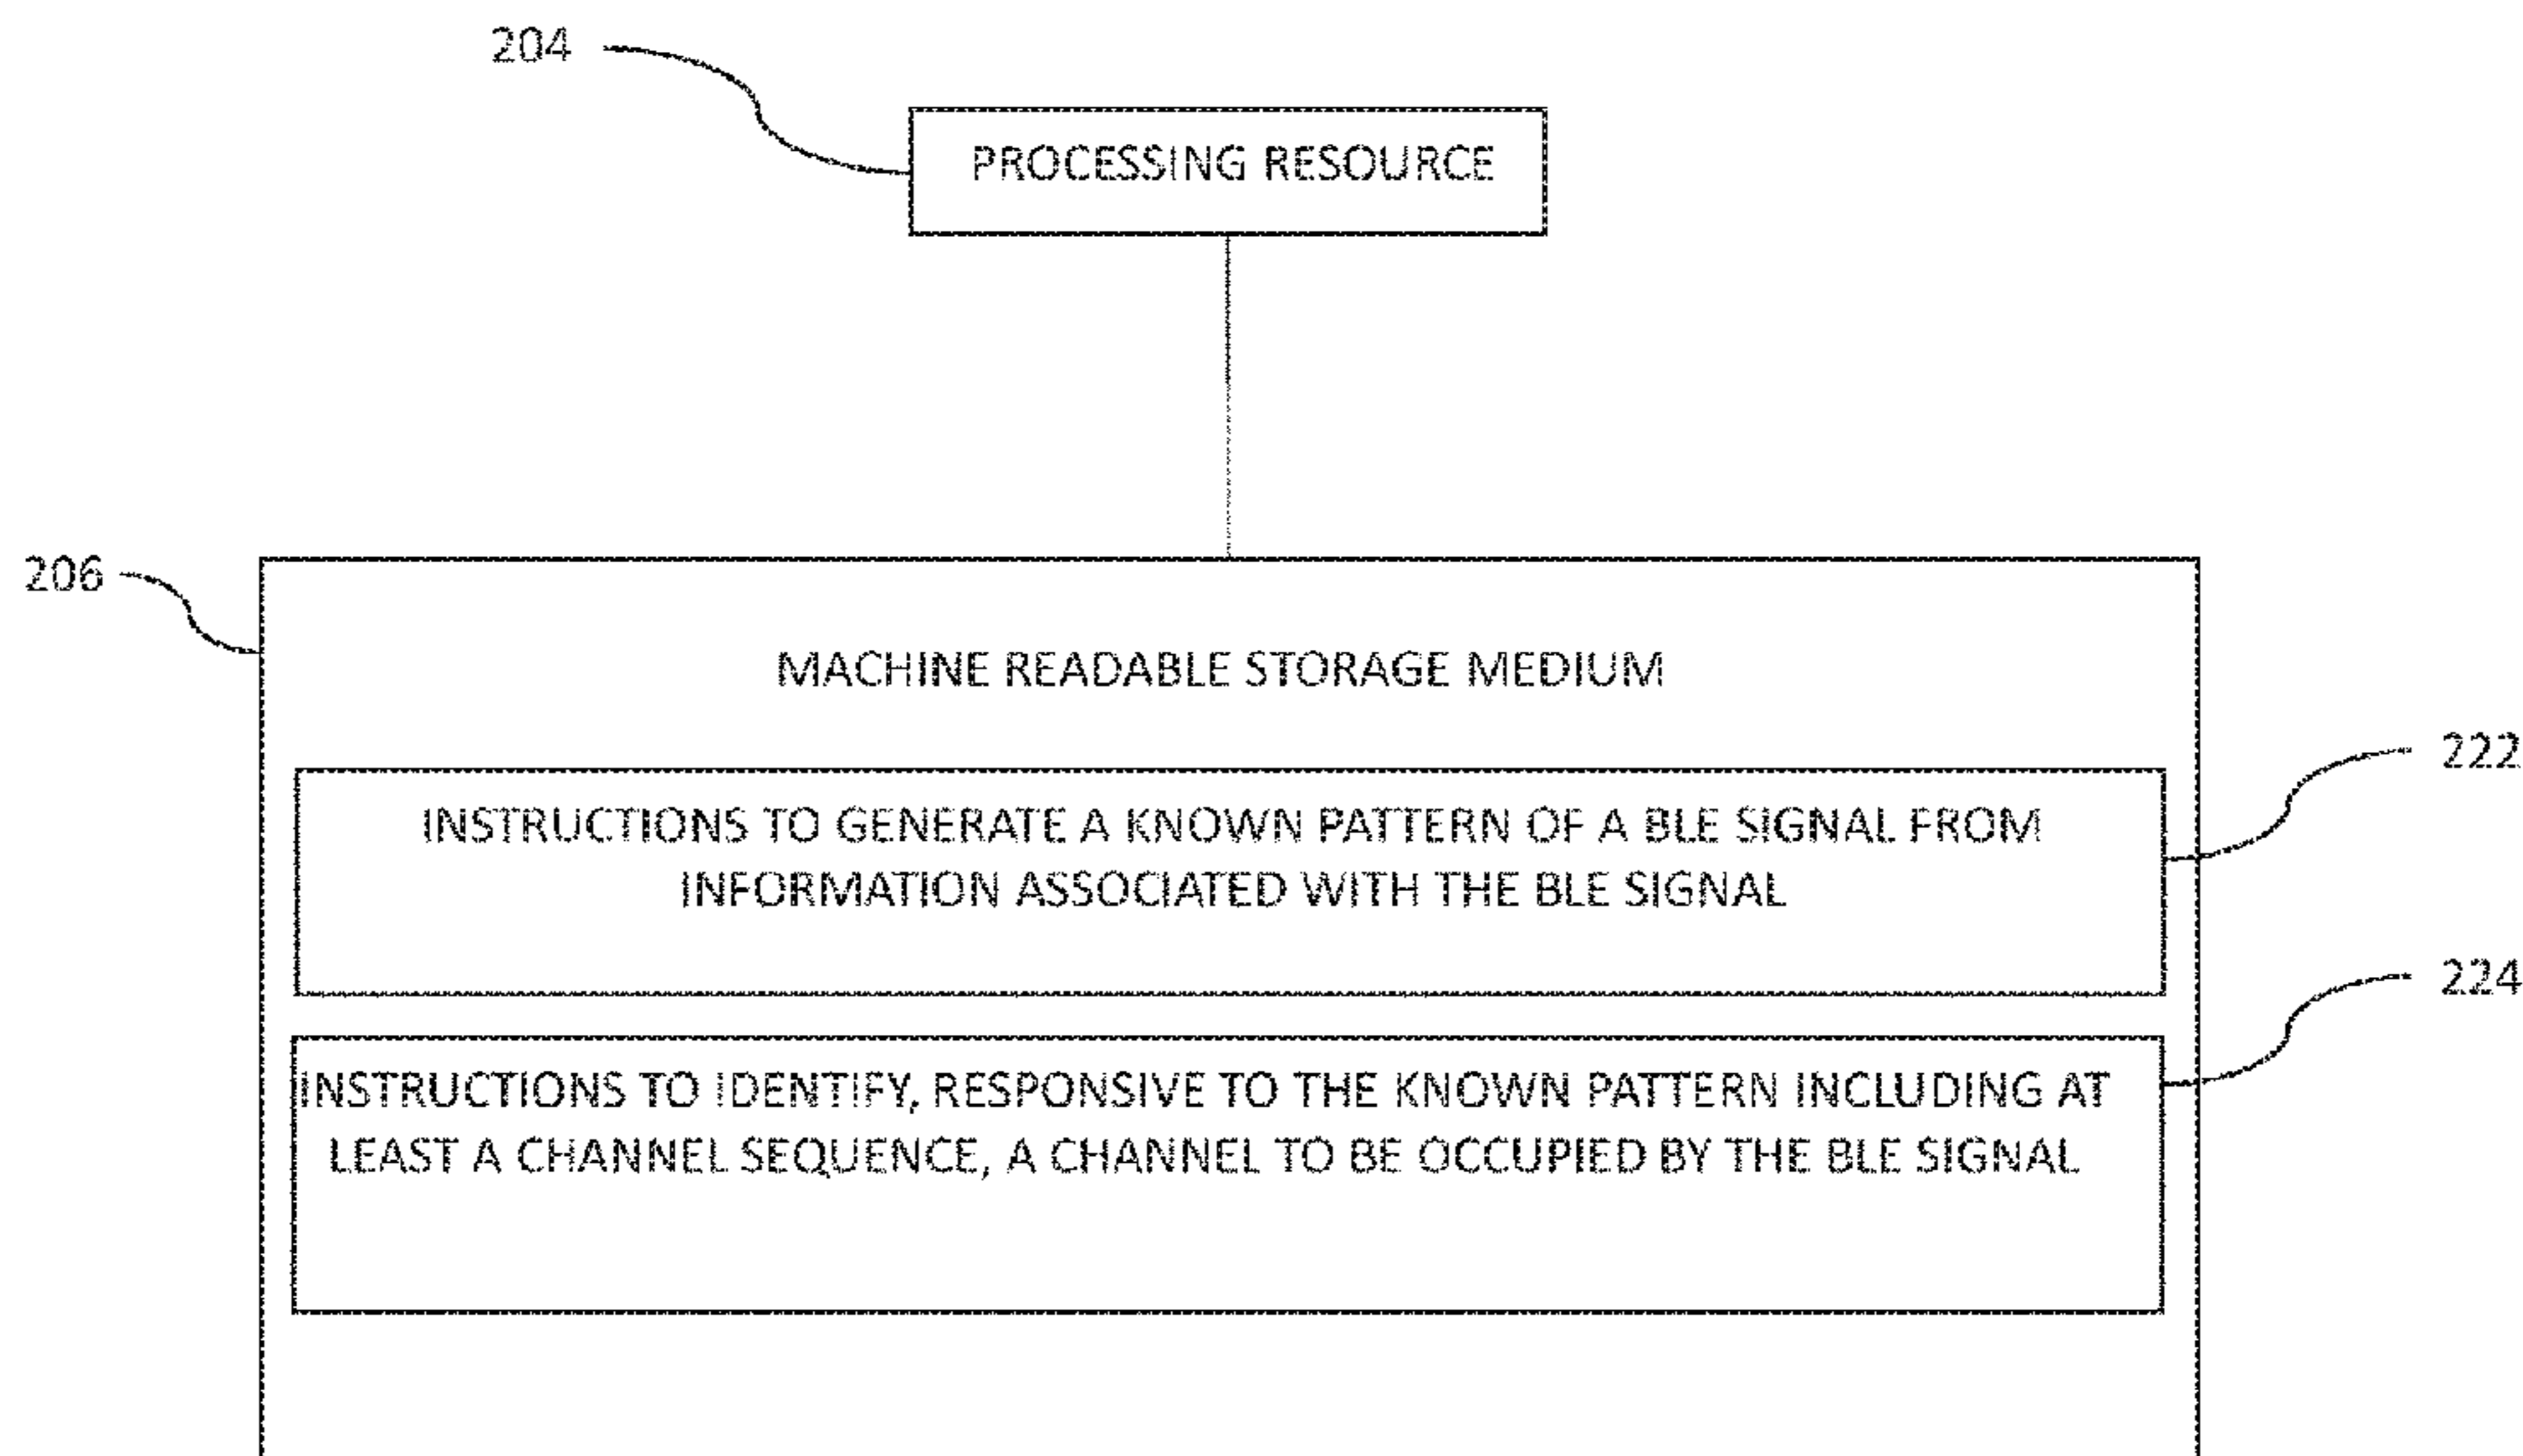 204
PROCESSING RESOURCE
206
MACHINE READABLE STORAGE MEDIUM
222
INSTRUCTIONS TO GENERATE A KNOWN PATTERN OF A BLE SIGNAL FROM
INFORMATION ASSOCIATED WITH THE BLE SIGNAL
224
INSTRUCTIONS TO IDENTIFY, RESPONSIVE TO THE KNOWN PATTERN INCLUDING AT
LEAST A CHANNEL SEQUENCE, A CHANNEL TO BE OCCUPIED BY THE BLE SIGNAL